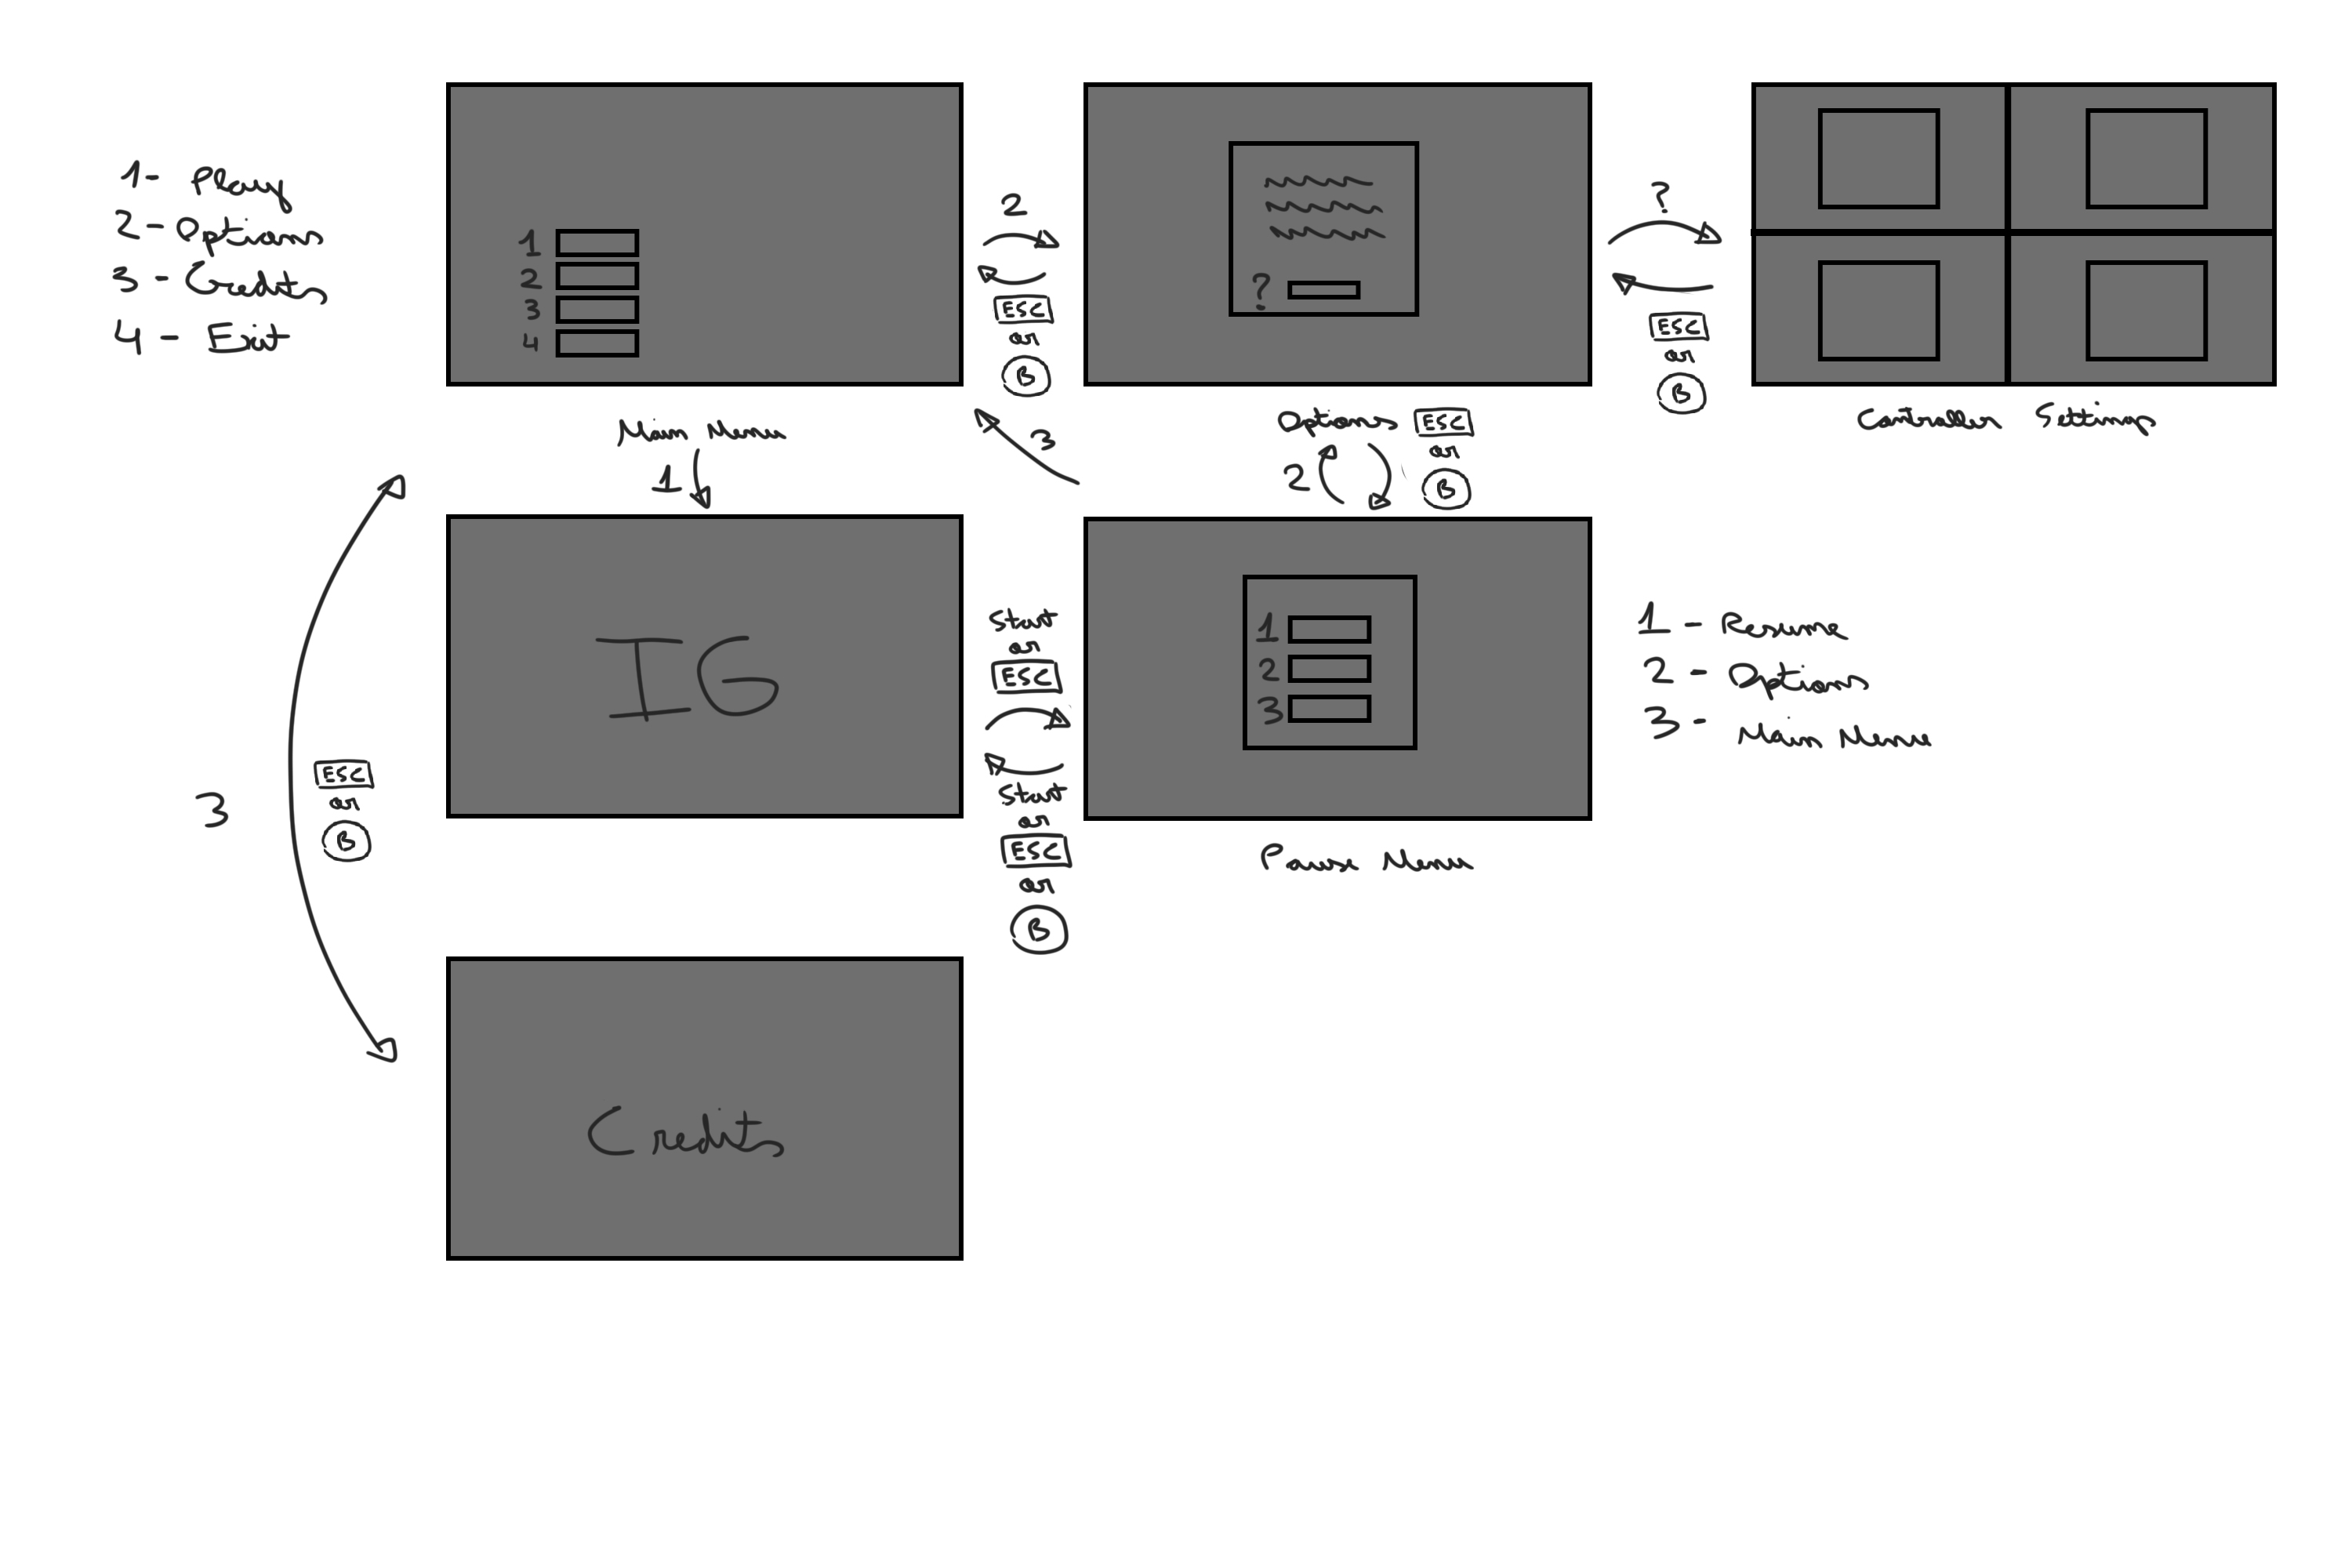 1- Play
2- Options
3- Credits
4- Exit
1
2
3
4
Main Menu
2
ESC
or
B
?
Options
?
ESC
or
B
Controller Settings
1
3
2
ESC
or
B
IG
Start
or
ESC
Start
or
ESC
or
B
1
2
3
Pause Menu
1 - Resume
2 - Options
3 - Main Menu
3
ESC
or
B
Credits